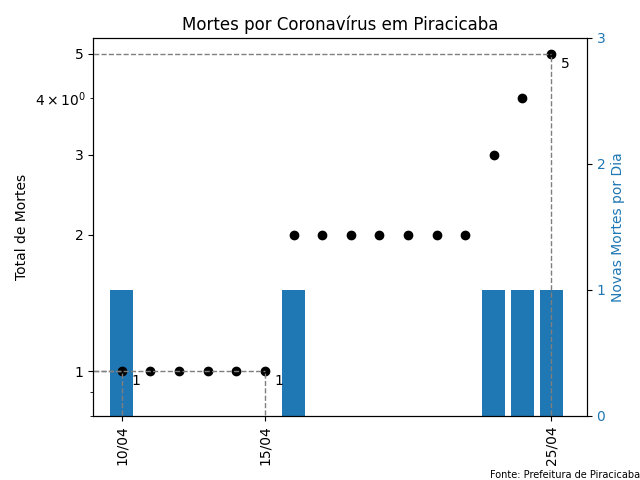 Mortes por Coronavírus em Piracicaba
Total de Mortes
5
4 × 10⁰
3
2
1
5
1
1
3
2
1
0
Novas Mortes por Dia
10/04
15/04
25/04
Fonte: Prefeitura de Piracicaba